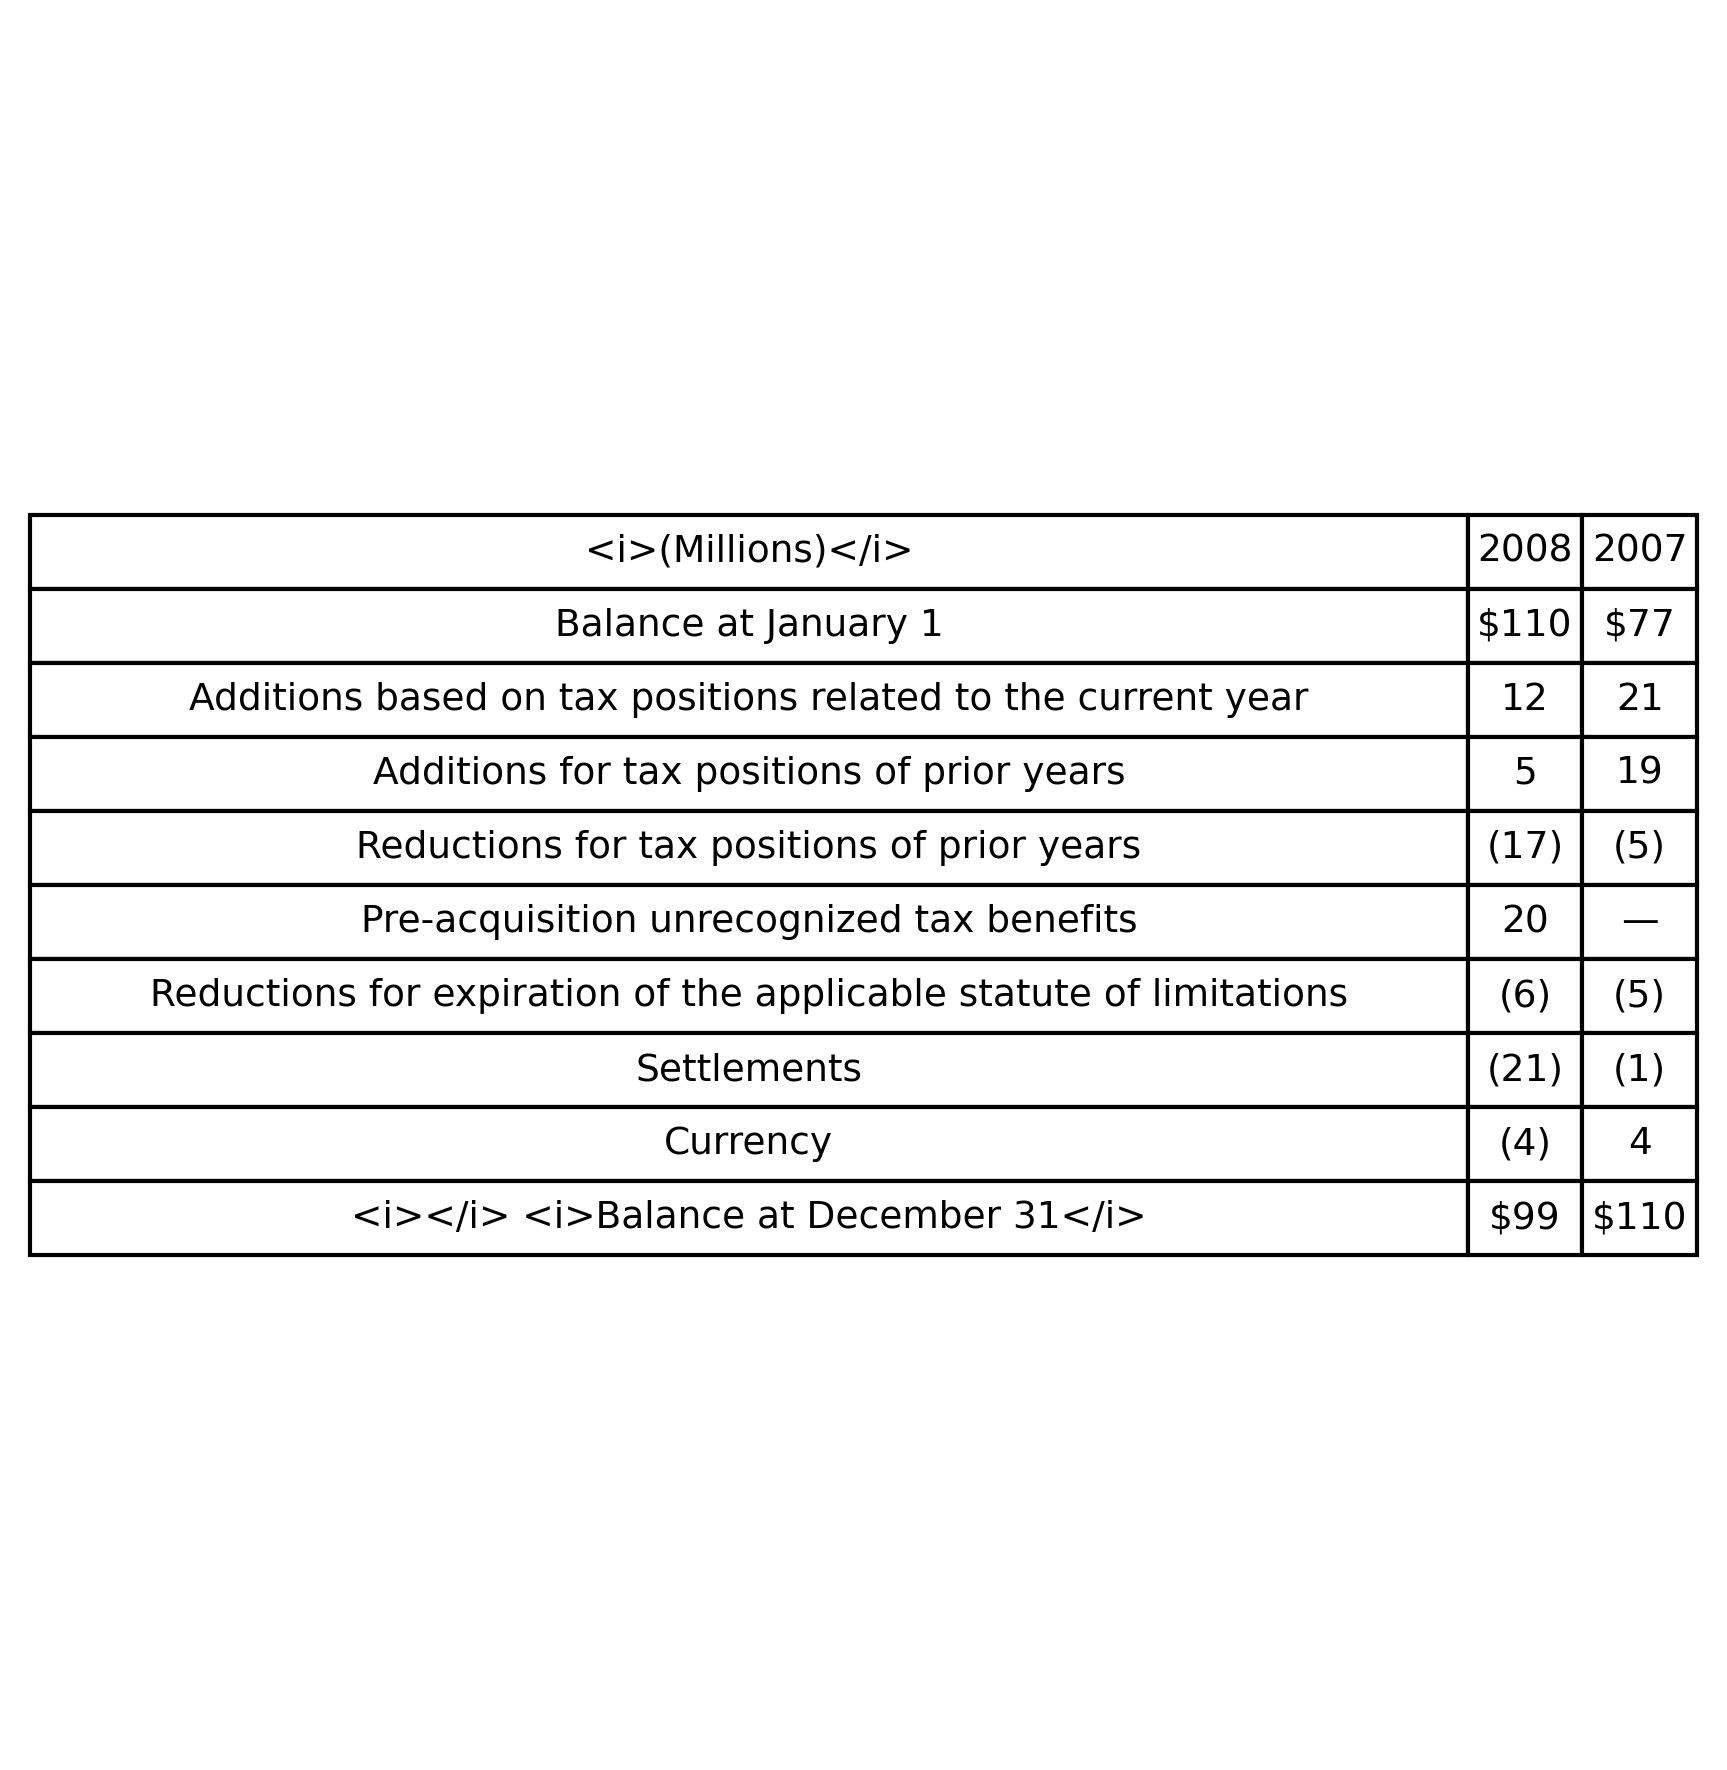 <i>(Millions)</i> 2008 2007
Balance at January 1 $110 $77
Additions based on tax positions related to the current year 12 21
Additions for tax positions of prior years 5 19
Reductions for tax positions of prior years (17) (5)
Pre-acquisition unrecognized tax benefits 20 —
Reductions for expiration of the applicable statute of limitations (6) (5)
Settlements (21) (1)
Currency (4) 4
<i></i> <i>Balance at December 31</i> $99 $110